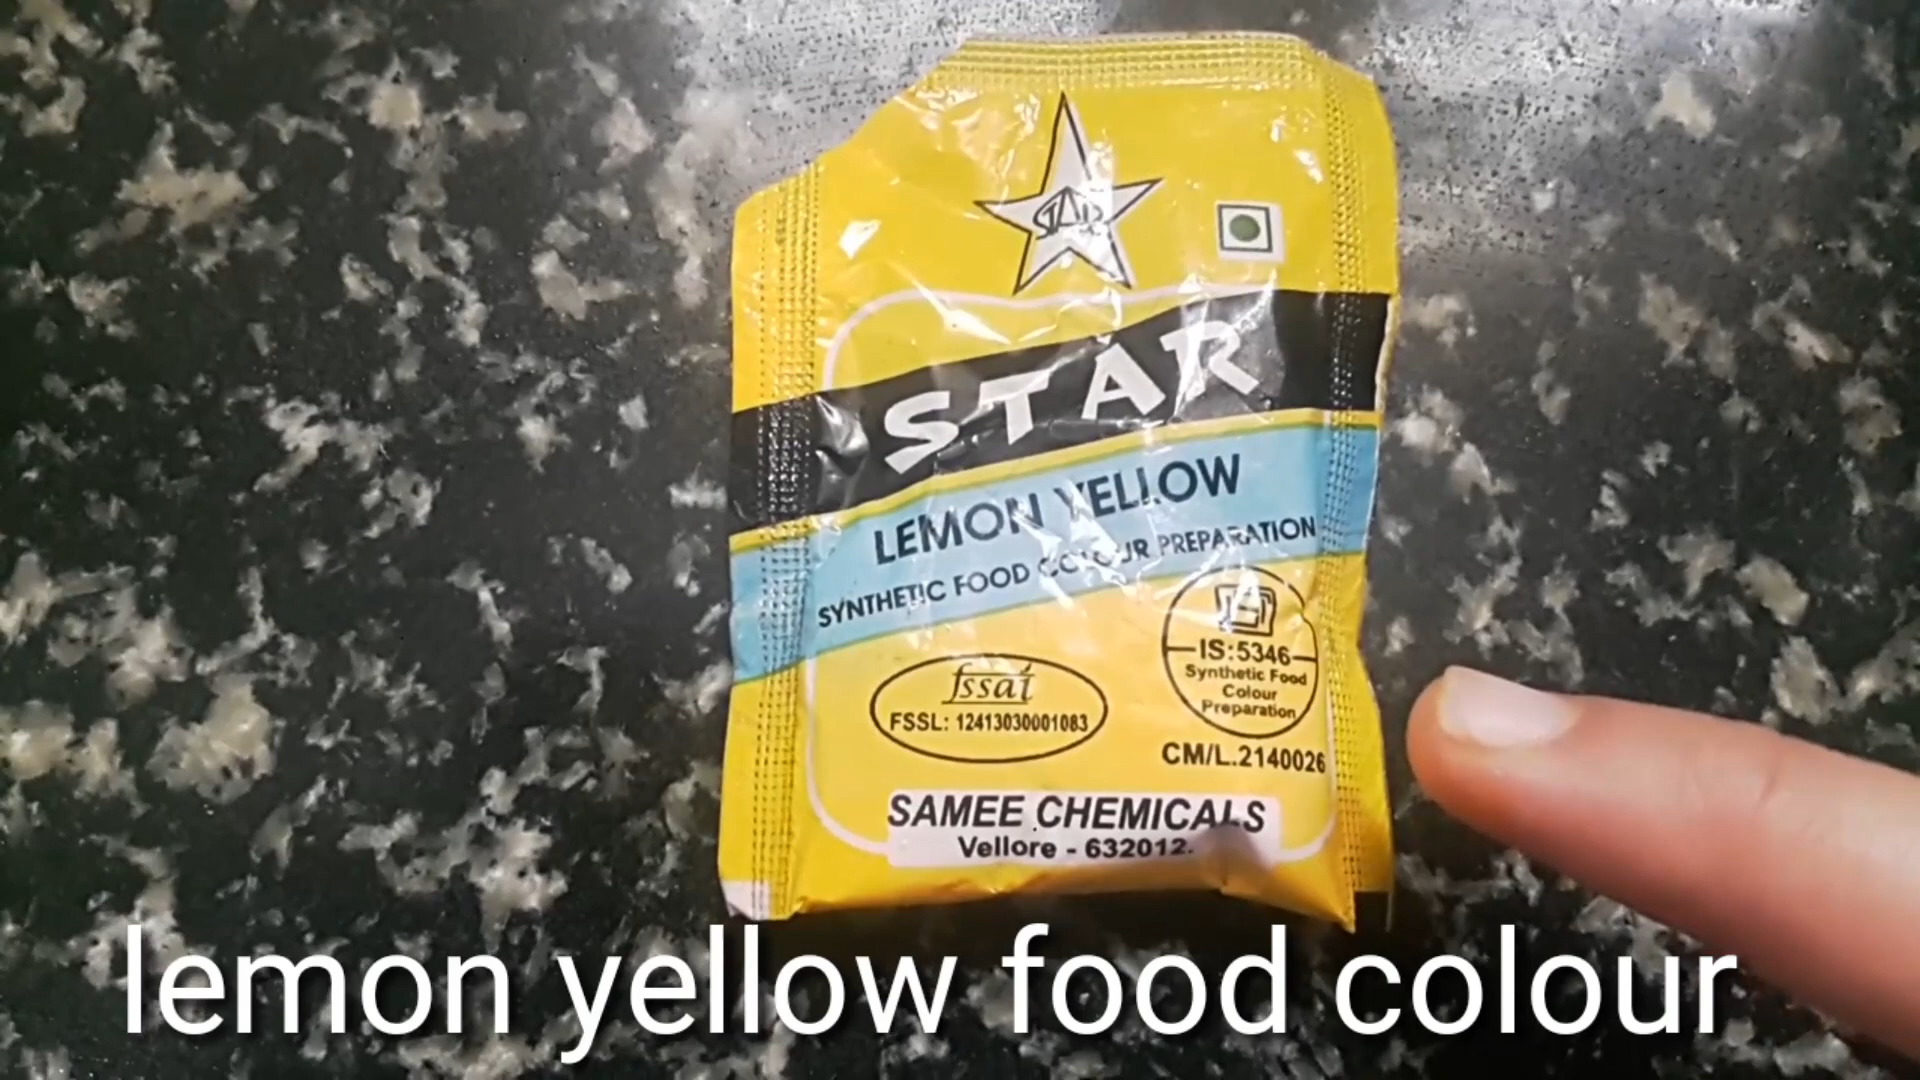 STAR
STAR
LEMON YELLOW
SYNTHETIC FOOD COLOUR PREPARATION
IS:5346
Synthetic Food
Colour
Preparation
fssai
FSSL: 12413030001083
CM/L.2140026
SAMEE CHEMICALS
Vellore - 632012.
lemon yellow food colour